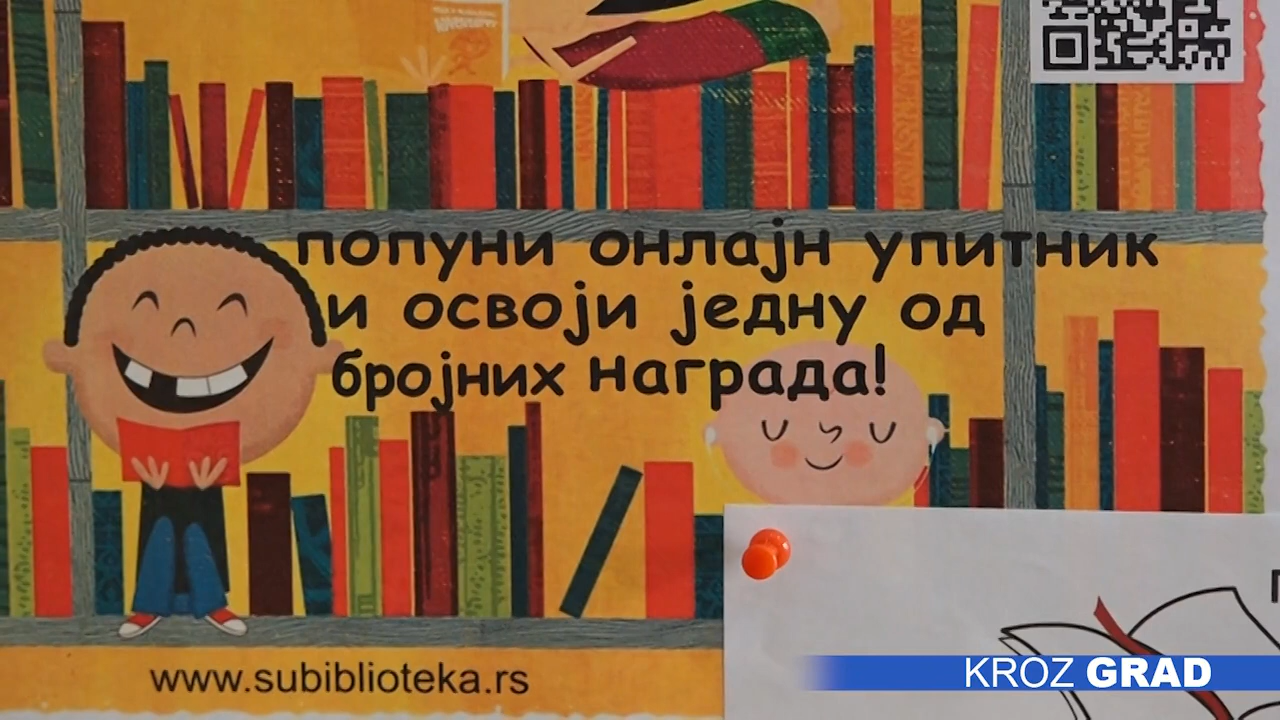 попуни онлајн упитник
и освоји једну од
бројних награда!
www.subiblioteka.rs
KROZ GRAD